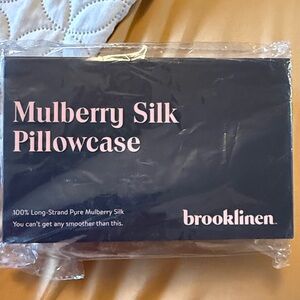 Mulberry Silk
Pillowcase
100% Long-Strand Pure Mulberry Silk
You can't get any smoother than this.
brooklinen